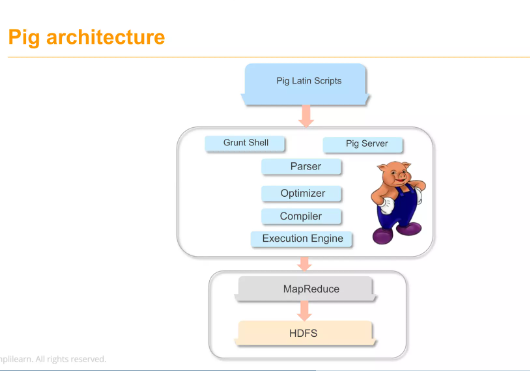 Pig architecture
Pig Latin Scripts
Grunt Shell
Pig Server
Parser
Optimizer
Compiler
Execution Engine
MapReduce
HDFS
mplilearn. All rights reserved.